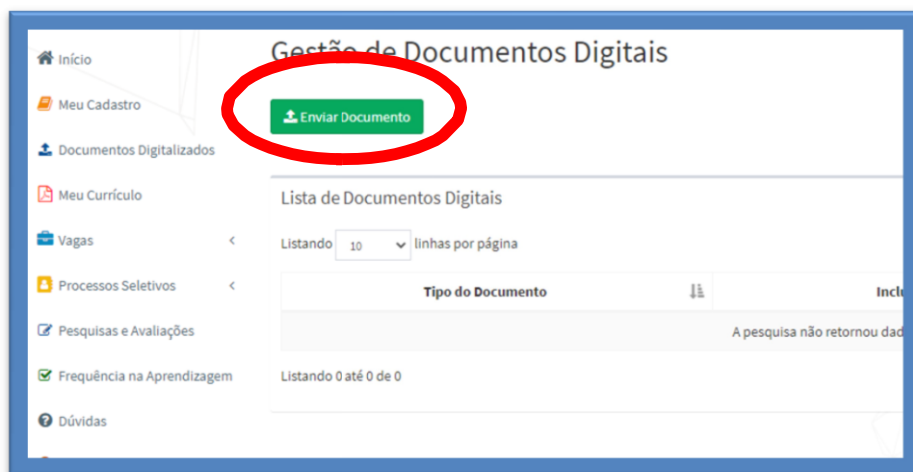 Início
Meu Cadastro
Documentos Digitalizados
Meu Currículo
Vagas
Processos Seletivos
Pesquisas e Avaliações
Frequência na Aprendizagem
Dúvidas
Gestão de Documentos Digitais
Enviar Documento
Lista de Documentos Digitais
Listando 10 linhas por página
Tipo do Documento Inclu
A pesquisa não retornou dad
Listando 0 até 0 de 0